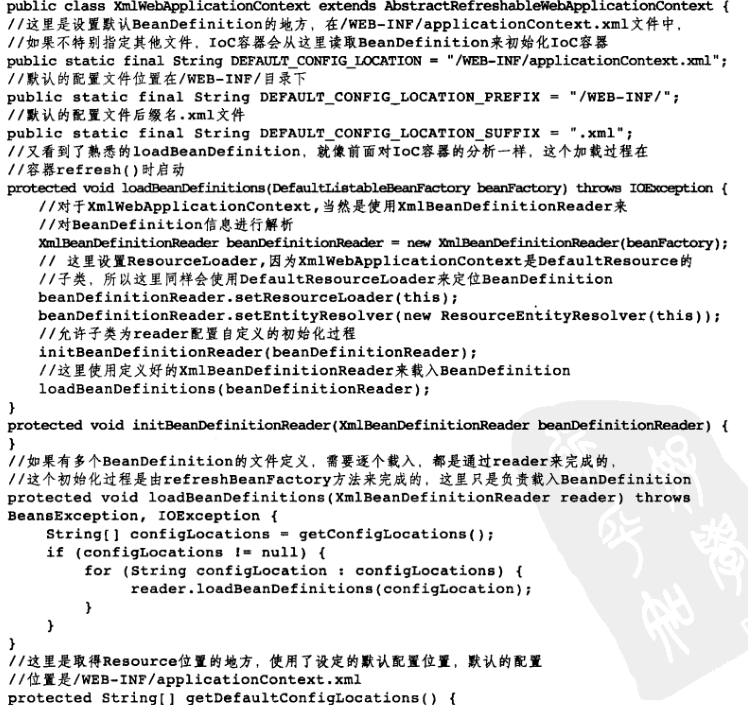 public class XmlWebApplicationContext extends AbstractRefreshableWebApplicationContext {
//这里是设置默认BeanDefinition的地方，在/WEB-INF/applicationContext.xml文件中，
//如果不特别指定其他文件，IoC容器会从这里读取BeanDefinition来初始化IoC容器
public static final String DEFAULT_CONFIG_LOCATION = "/WEB-INF/applicationContext.xml";
//默认的配置文件位置在/WEB-INF/目录下
public static final String DEFAULT_CONFIG_LOCATION_PREFIX = "/WEB-INF/";
//默认的配置文件后缀名.xml文件
public static final String DEFAULT_CONFIG_LOCATION_SUFFIX = ".xml";
//又看到了熟悉的loadBeanDefinition，就像前面对IoC容器的分析一样，这个加载过程在
//容器refresh()时启动
protected void loadBeanDefinitions(DefaultListableBeanFactory beanFactory) throws IOException {
//对于XmlWebApplicationContext,当然是使用XmlBeanDefinitionReader来
//对BeanDefinition信息进行解析
XmlBeanDefinitionReader beanDefinitionReader = new XmlBeanDefinitionReader(beanFactory);
// 这里设置ResourceLoader,因为XmlWebApplicationContext是DefaultResource的
//子类，所以这里同样会使用DefaultResourceLoader来定位BeanDefinition
beanDefinitionReader.setResourceLoader(this);
beanDefinitionReader.setEntityResolver(new ResourceEntityResolver(this));
//允许子类为reader配置自定义的初始化过程
initBeanDefinitionReader(beanDefinitionReader);
//这里使用定义好的XmlBeanDefinitionReader来载入BeanDefinition
loadBeanDefinitions(beanDefinitionReader);
}
protected void initBeanDefinitionReader(XmlBeanDefinitionReader beanDefinitionReader) {
}
//如果有多个BeanDefinition的文件定义，需要逐个载入，都是通过reader来完成的，
//这个初始化过程是由refreshBeanFactory方法来完成的，这里只是负责载入BeanDefinition
protected void loadBeanDefinitions(XmlBeanDefinitionReader reader) throws
BeansException, IOException {
String[] configLocations = getConfigLocations();
if (configLocations != null) {
for (String configLocation : configLocations) {
reader.loadBeanDefinitions(configLocation);
}
}
}
//这里是取得Resource位置的地方，使用了设定的默认配置位置，默认的配置
//位置是/WEB-INF/applicationContext.xml
protected String[] getDefaultConfigLocations() {